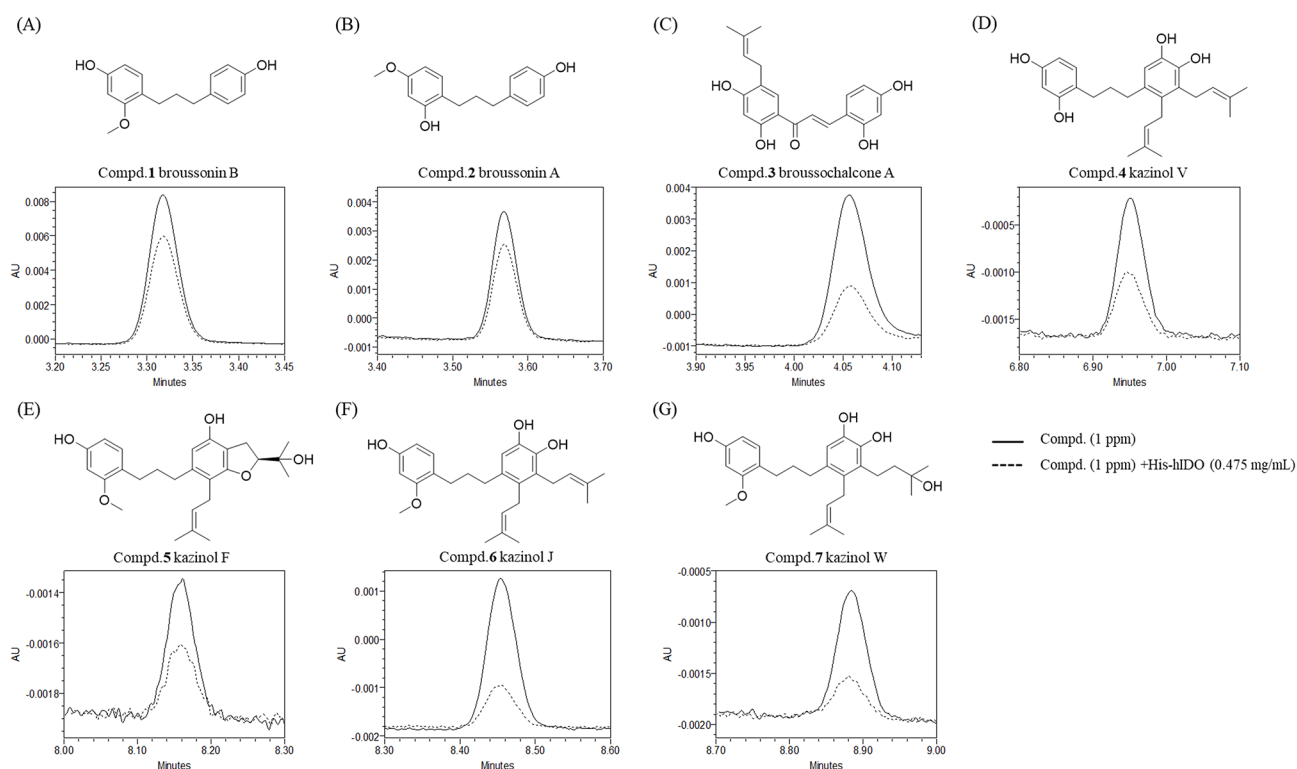 (A)
HO
OH
O
Compd.1 broussonin B
0.008
0.006
0.004
0.002
0.000
AU
3.20 3.25 3.30 3.35 3.40 3.45
Minutes
(B)
O
OH
OH
Compd.2 broussonin A
0.004
0.003
0.002
0.001
0.000
-0.001
AU
3.40 3.50 3.60 3.70
Minutes
(C)
HO
OH
OH
O
OH
Compd.3 broussochalcone A
0.004
0.003
0.002
0.001
0.000
-0.001
AU
3.90 3.95 4.00 4.05 4.10
Minutes
(D)
OH
HO
OH
OH
Compd.4 kazinol V
-0.0005
-0.0010
-0.0015
AU
6.80 6.90 7.00 7.10
Minutes
(E)
OH
HO
OH
O
O
Compd.5 kazinol F
-0.0014
-0.0016
-0.0018
AU
8.00 8.10 8.20 8.30
Minutes
(F)
OH
HO
OH
O
Compd.6 kazinol J
0.001
0.000
-0.001
-0.002
AU
8.30 8.40 8.50 8.60
Minutes
(G)
OH
HO
OH
O
OH
Compd.7 kazinol W
-0.0005
-0.0010
-0.0015
-0.0020
AU
8.70 8.80 8.90 9.00
Minutes
Compd. (1 ppm)
Compd. (1 ppm) +His-hIDO (0.475 mg/mL)